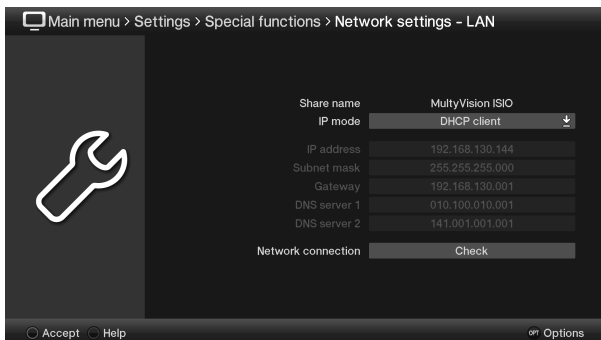 Main menu > Settings > Special functions > Network settings – LAN
Share name MultyVision ISIO
IP mode DHCP client
IP address 192.168.130.144
Subnet mask 255.255.255.000
Gateway 192.168.130.001
DNS server 1 010.100.010.001
DNS server 2 141.001.001.001
Network connection Check
Accept Help OPT Options